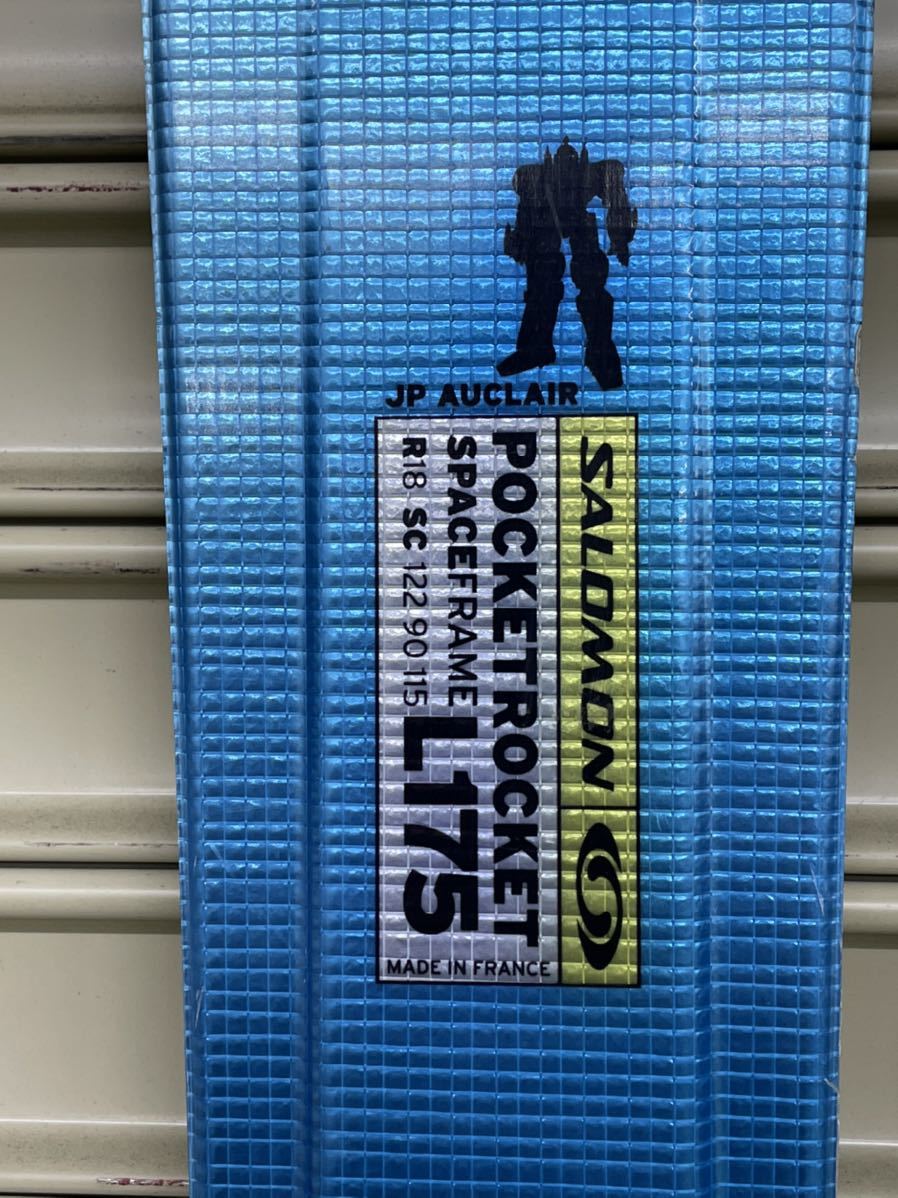 JP AUCLAIR
SALOMON
POCKETROCKET
SPACEFRAME
R18 SC 122 90 115
L175
MADE IN FRANCE